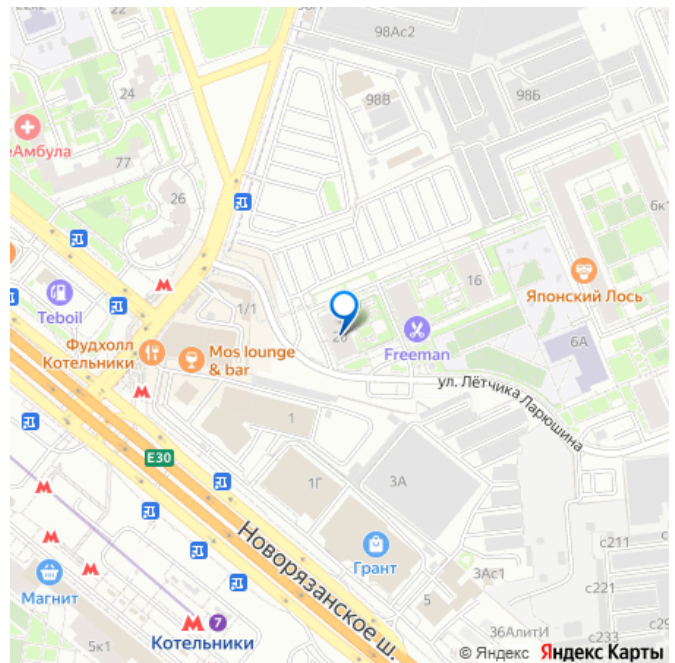 22к2
22
98А
98Ас2
24
98В
98Б
еАмбула
77
26
6к1
16
Teboil
1/1
Японский Лось
Фудхолл
Котельники
Mos lounge
& bar
Freeman
6А
ул. Лётчика Ларюшина
1
E30
1Г
3А
Новорязанское ш.
Грант
3Ас1
с211
Магнит
5
с221
7
Котельники
5к1
36АлитИ
с233
с29
© Яндекс Яндекс Карты